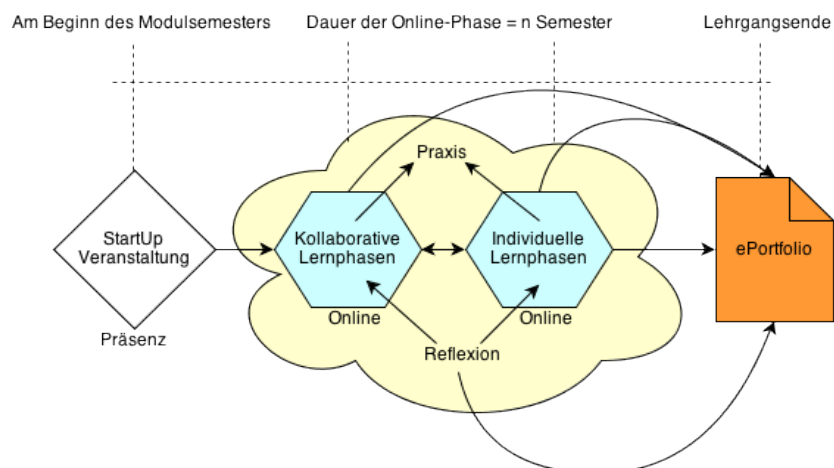 Am Beginn des Modulsemesters
Dauer der Online-Phase = n Semester
Lehrgangsende
Praxis
StartUp
Veranstaltung
Kollaborative
Lernphasen
Individuelle
Lernphasen
ePortfolio
Präsenz
Online
Online
Reflexion